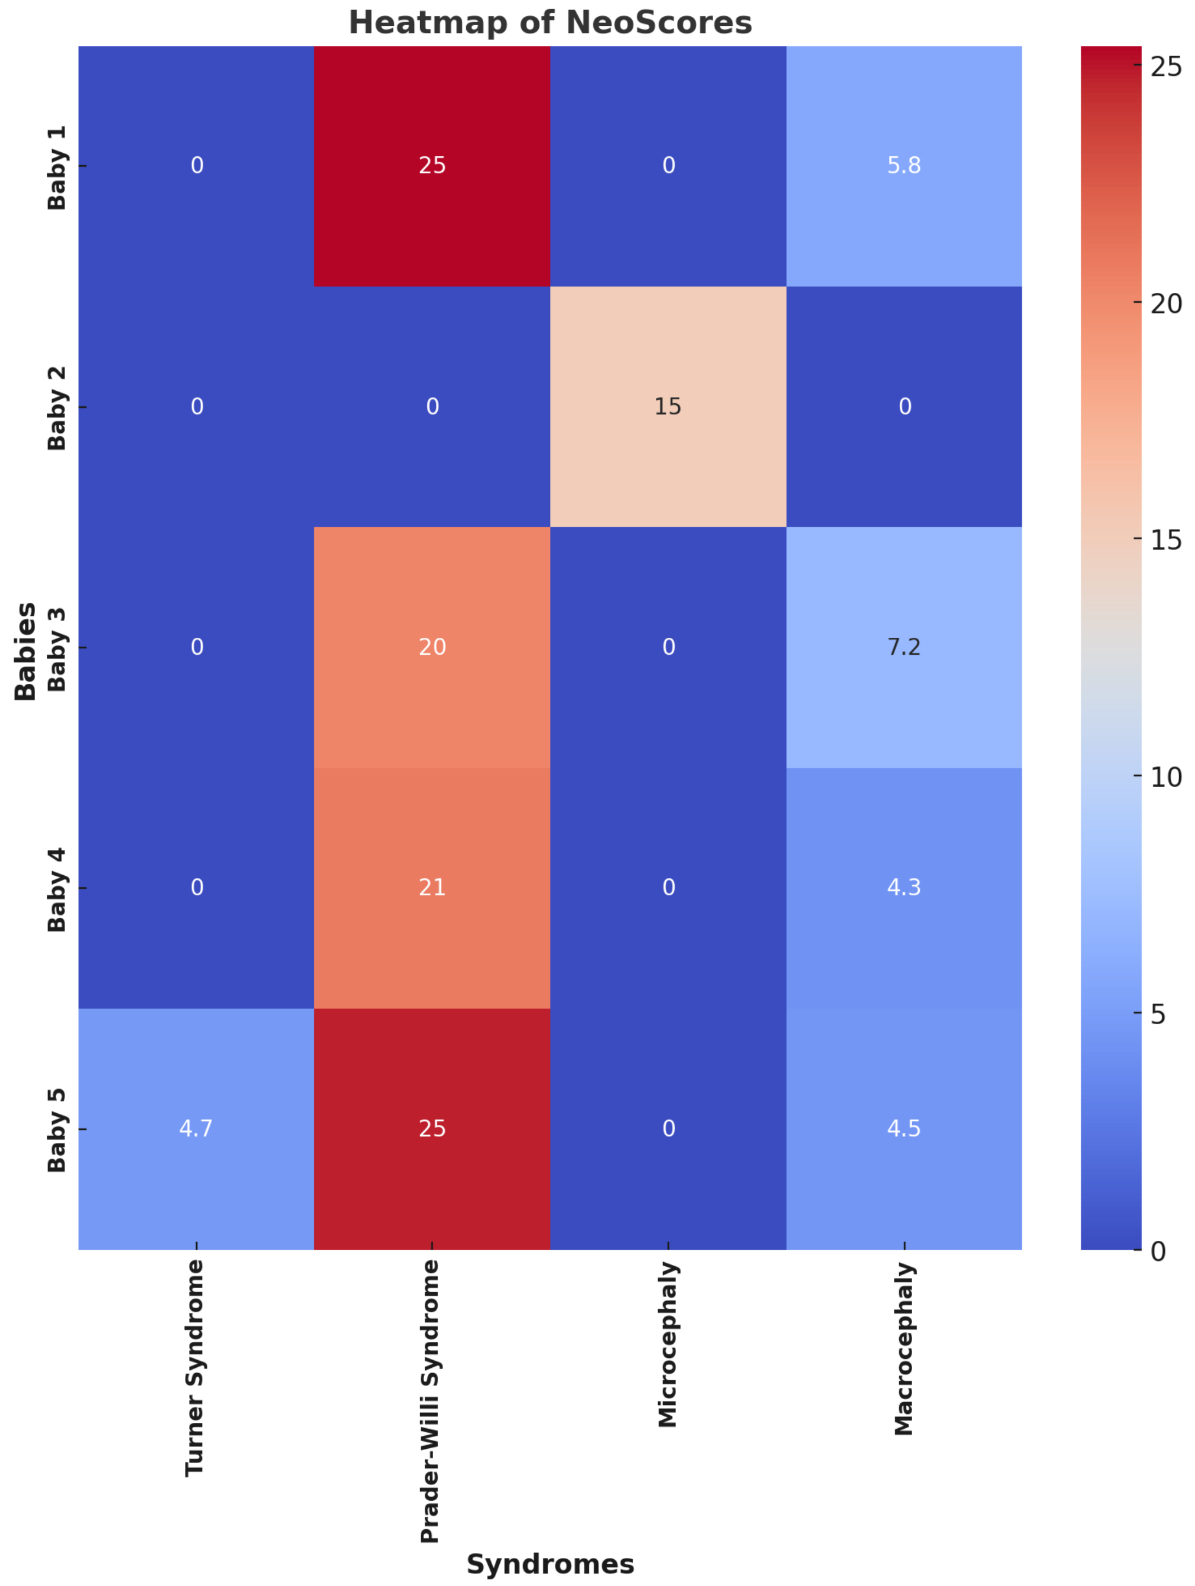 Heatmap of NeoScores
Baby 1
0
25
0
5.8
Baby 2
0
0
15
0
Baby 3
0
20
0
7.2
Baby 4
0
21
0
4.3
Baby 5
4.7
25
0
4.5
Babies
Turner Syndrome
Prader-Willi Syndrome
Microcephaly
Macrocephaly
Syndromes
25
20
15
10
5
0